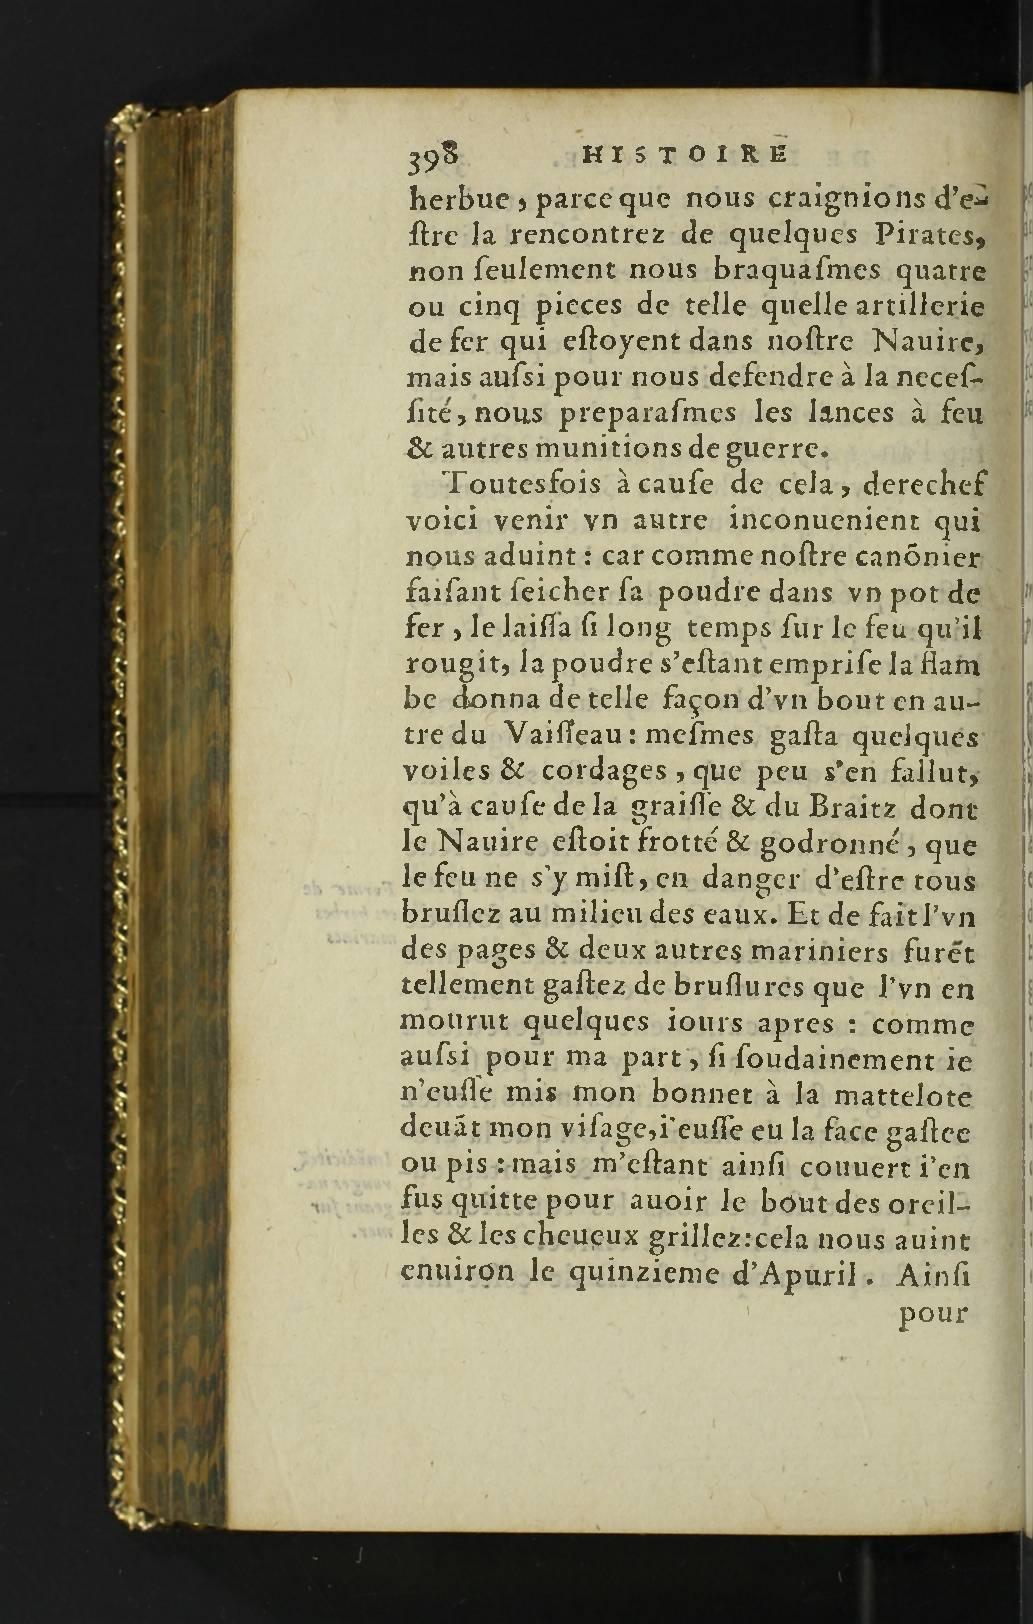 398 HISTOIRE
herbue, parce que nous craignions d'e-
ſtre la rencontrez de quelques Pirates,
non ſeulement nous braquaſmes quatre
ou cinq pieces de telle quelle artillerie
de fer qui eſtoyent dans noſtre Nauire,
mais auſsi pour nous defendre à la neceſ-
ſité, nous preparaſmes les lances à feu
& autres munitions de guerre.
Toutesfois à cauſe de cela, derechef
voici venir vn autre inconuenient qui
nous aduint : car comme noſtre canõnier
faiſant ſeicher ſa poudre dans vn pot de
fer, le laiſſa ſi long temps ſur le feu qu'il
rougit, la poudre s'eſtant empriſe la flam
be donna de telle façon d'vn bout en au-
tre du Vaiſſeau : meſmes gaſta quelques
voiles & cordages, que peu s'en fallut,
qu'à cauſe de la graiſſe & du Braitz dont
le Nauire eſtoit frotté & godronné, que
le feu ne s'y miſt, en danger d'eſtre tous
bruſlez au milieu des eaux. Et de fait l'vn
des pages & deux autres mariniers furẽt
tellement gaſtez de bruſlures que l'vn en
mourut quelques iours apres : comme
auſsi pour ma part, ſi ſoudainement ie
n'euſſe mis mon bonnet à la mattelote
deuãt mon viſage, i'euſſe eu la face gaſtee
ou pis : mais m'eſtant ainſi couuert i'en
fus quitte pour auoir le bout des oreil-
les & les cheueux grillez : cela nous auint
enuiron le quinzieme d'Apuril. Ainſi
pour